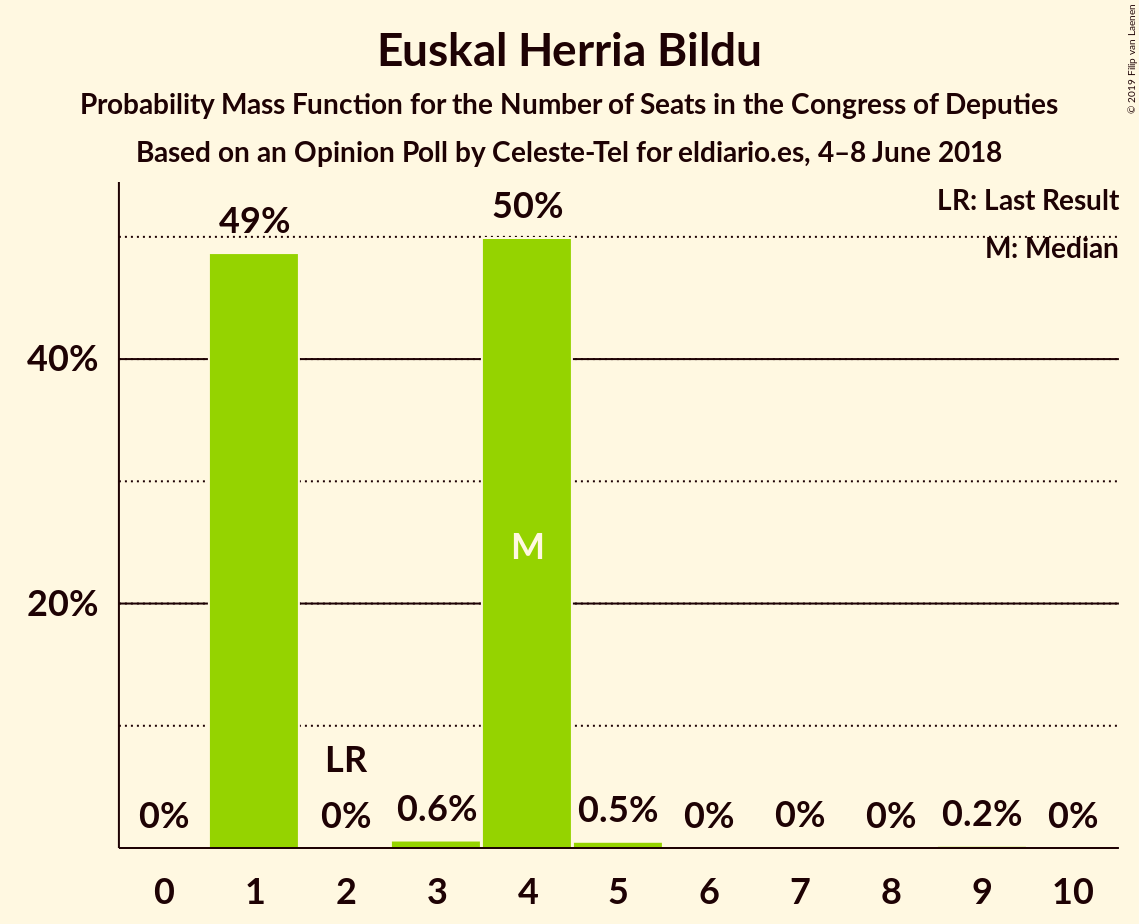 Euskal Herria Bildu
Probability Mass Function for the Number of Seats in the Congress of Deputies
Based on an Opinion Poll by Celeste-Tel for eldiario.es, 4–8 June 2018
© 2019 Filip van Laenen
LR: Last Result
M: Median
49%
50%
40%
20%
M
LR
0%
0%
0.6%
0.5%
0%
0%
0%
0.2%
0%
0 1 2 3 4 5 6 7 8 9 10